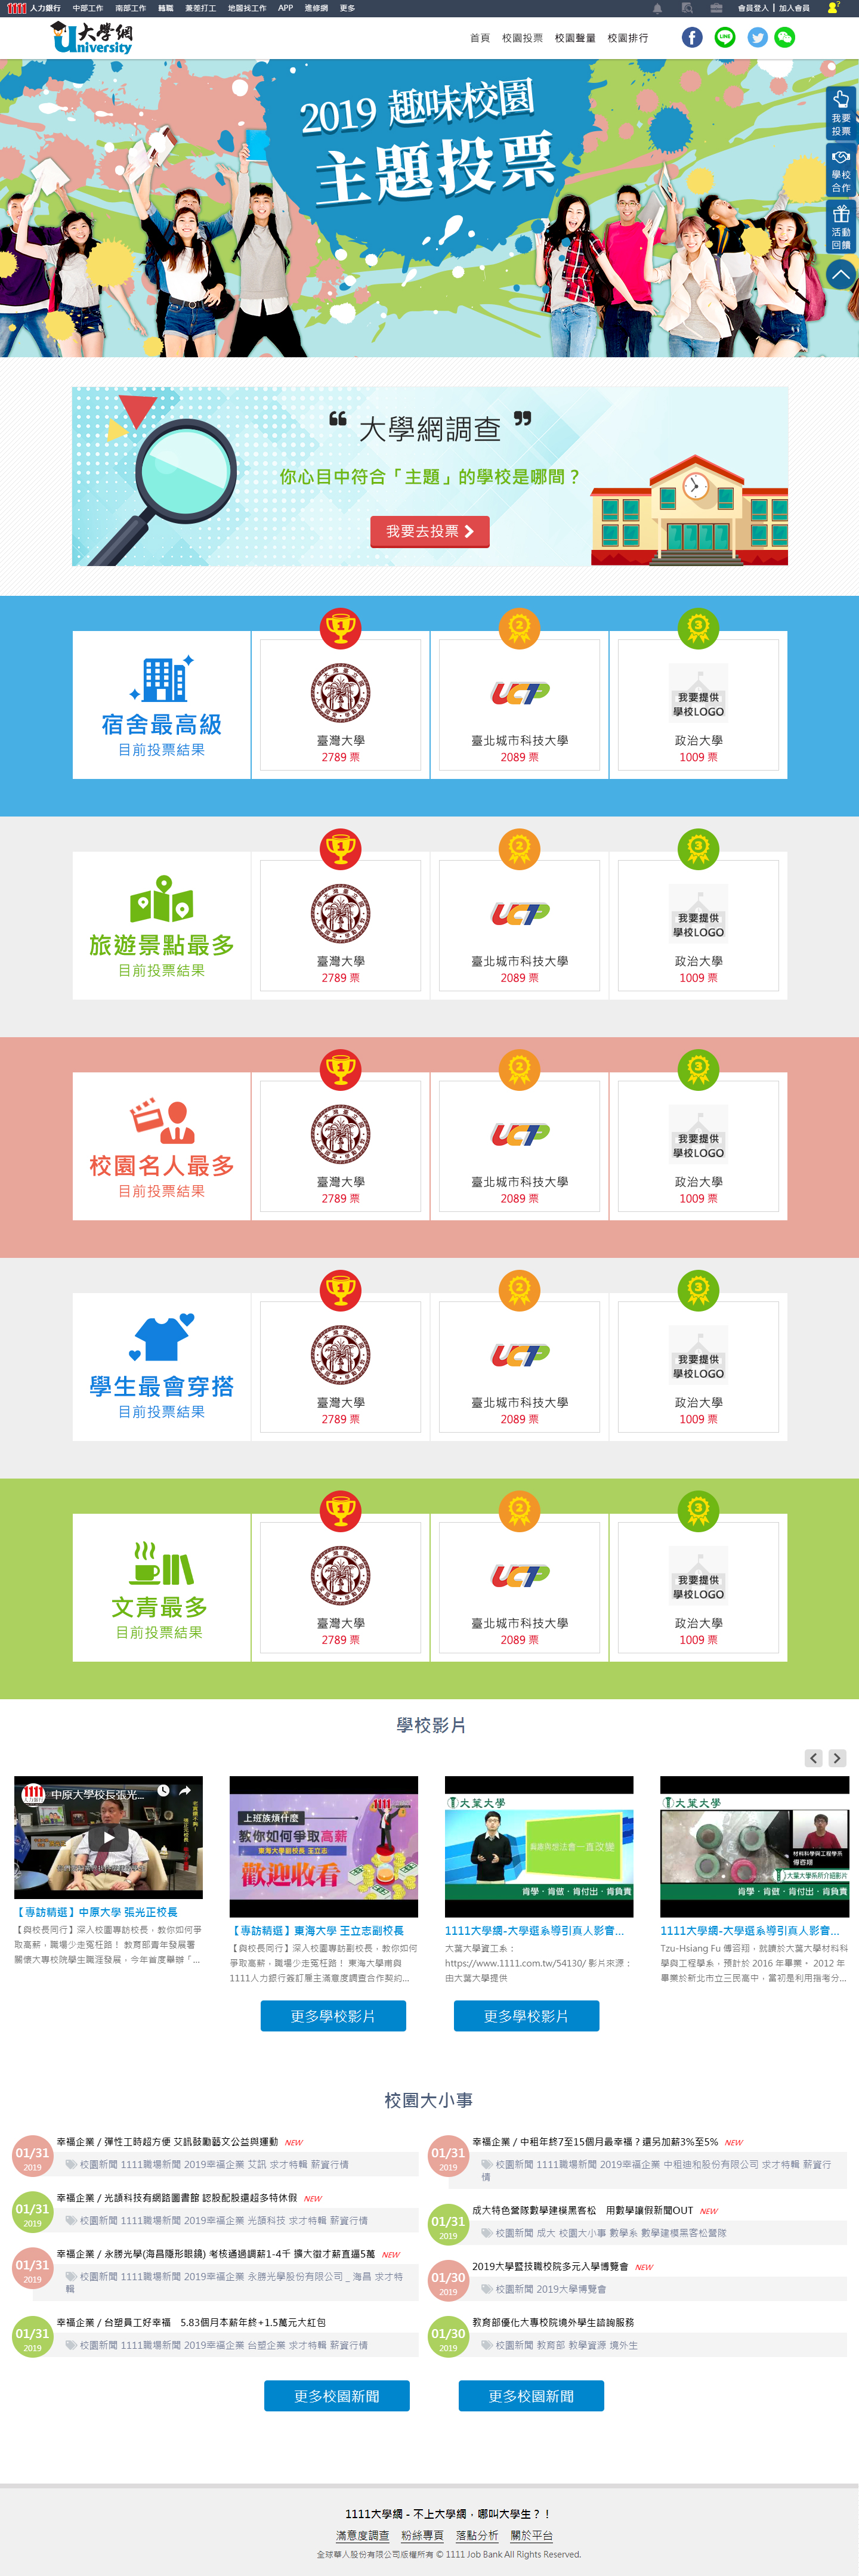 1111 人力銀行 中部工作 南部工作 轉職 兼差打工 地圖找工作 APP 進修網 更多 會員登入 | 加入會員
大學網
University
首頁 校園投票 校園聲量 校園排行
2019 趣味校園
主題投票
我要
投票
學校
合作
活動
回饋
❝ 大學網調查 ❞
你心目中符合「主題」的學校是哪間？
我要去投票
1 2 3
宿舍最高級
目前投票結果
臺灣大學
2789 票
UCT
臺北城市科技大學
2089 票
我要提供
學校LOGO
政治大學
1009 票
1 2 3
旅遊景點最多
目前投票結果
臺灣大學
2789 票
UCT
臺北城市科技大學
2089 票
我要提供
學校LOGO
政治大學
1009 票
1 2 3
校園名人最多
目前投票結果
臺灣大學
2789 票
UCT
臺北城市科技大學
2089 票
我要提供
學校LOGO
政治大學
1009 票
1 2 3
學生最會穿搭
目前投票結果
臺灣大學
2789 票
UCT
臺北城市科技大學
2089 票
我要提供
學校LOGO
政治大學
1009 票
1 2 3
文青最多
目前投票結果
臺灣大學
2789 票
UCT
臺北城市科技大學
2089 票
我要提供
學校LOGO
政治大學
1009 票
學校影片
1111
人力銀行
中原大學校長張光...
【專訪精選】中原大學 張光正校長
【與校長同行】深入校園專訪校長，教你如何爭
取高薪，職場少走冤枉路！ 教育部青年發展署
關懷大專校院學生職涯發展，今年首度舉辦「...
上班族煩什麼
教你如何爭取高薪
東海大學副校長 王立志
歡迎收看
【專訪精選】東海大學 王立志副校長
【與校長同行】深入校園專訪副校長，教你如何
爭取高薪，職場少走冤枉路！ 東海大學甫與
1111人力銀行簽訂雇主滿意度調查合作契約...
大葉大學
肯學・肯做・肯付出・肯負責
1111大學網-大學選系導引真人影音...
大葉大學資工系：
https://www.1111.com.tw/54130/ 影片來源：
由大葉大學提供
大葉大學
材料科學與工程學系
傅咨翔
大葉大學系所介紹影片
肯學・肯做・肯付出・肯負責
1111大學網-大學選系導引真人影音...
Tzu-Hsiang Fu 傅咨翔，就讀於大葉大學材料科
學與工程學系，預計於 2016 年畢業。 2012 年
畢業於新北市立三民高中，當初是利用指考分...
更多學校影片 更多學校影片
校園大小事
01/31
2019
幸福企業 / 彈性工時超方便 艾訊鼓勵藝文公益與運動 NEW
校園新聞 1111職場新聞 2019幸福企業 艾訊 求才特輯 薪資行情
01/31
2019
幸福企業 / 光頡科技有網路圖書館 認股配股還超多特休假 NEW
校園新聞 1111職場新聞 2019幸福企業 光頡科技 求才特輯 薪資行情
01/31
2019
幸福企業 / 永勝光學(海昌隱形眼鏡) 考核通過調薪1-4千 擴大徵才薪直逼5萬 NEW
校園新聞 1111職場新聞 2019幸福企業 永勝光學股份有限公司 _ 海昌 求才特
輯
01/31
2019
幸福企業 / 台塑員工好幸福　5.83個月本薪年終+1.5萬元大紅包
校園新聞 1111職場新聞 2019幸福企業 台塑企業 求才特輯 薪資行情
01/31
2019
幸福企業 / 中租年終7至15個月最幸福？還另加薪3%至5% NEW
校園新聞 1111職場新聞 2019幸福企業 中租迪和股份有限公司 求才特輯 薪資行
情
01/31
2019
成大特色營隊數學建模黑客松　用數學讓假新聞OUT NEW
校園新聞 成大 校園大小事 數學系 數學建模黑客松營隊
01/30
2019
2019大學暨技職校院多元入學博覽會 NEW
校園新聞 2019大學博覽會
01/30
2019
教育部優化大專校院境外學生諮詢服務
校園新聞 教育部 教學資源 境外生
更多校園新聞 更多校園新聞
1111大學網 - 不上大學網，哪叫大學生？！
滿意度調查 粉絲專頁 落點分析 關於平台
全球華人股份有限公司版權所有 © 1111 Job Bank All Rights Reserved.